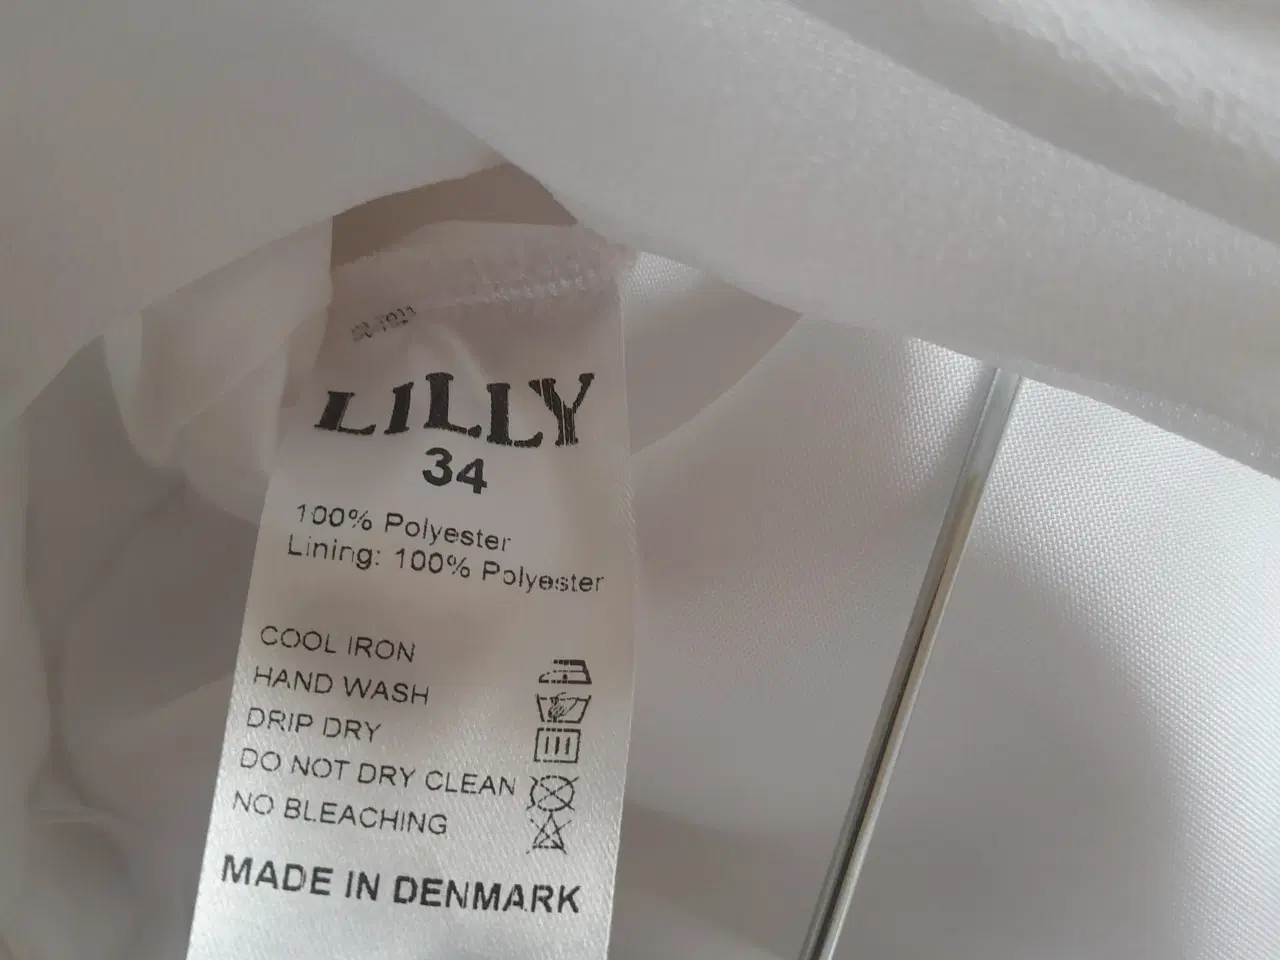 LILLY
34
100% Polyester
Lining: 100% Polyester
COOL IRON
HAND WASH
DRIP DRY
DO NOT DRY CLEAN
NO BLEACHING
MADE IN DENMARK